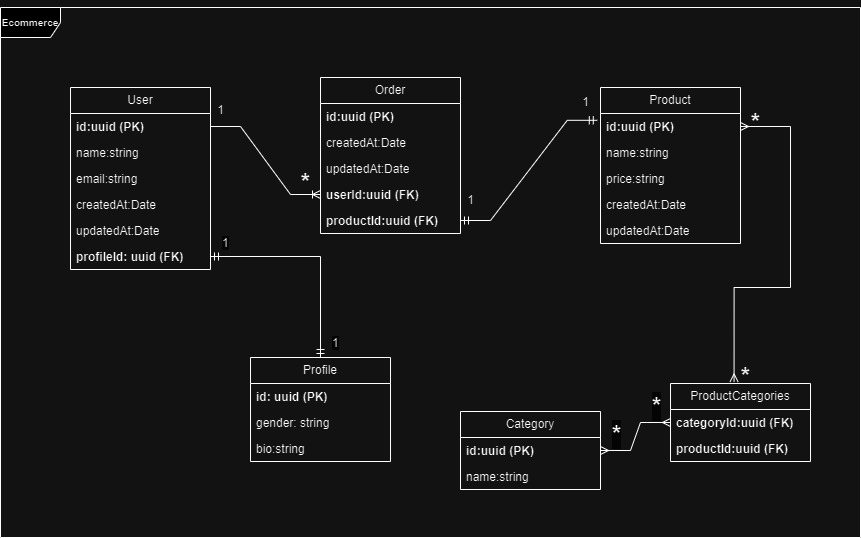 Ecommerce
User
id:uuid (PK)
name:string
email:string
createdAt:Date
updatedAt:Date
profileId: uuid (FK)
1
*
1
Order
id:uuid (PK)
createdAt:Date
updatedAt:Date
userId:uuid (FK)
productId:uuid (FK)
1
1
Product
id:uuid (PK)
name:string
price:string
createdAt:Date
updatedAt:Date
*
1
Profile
id: uuid (PK)
gender: string
bio:string
Category
id:uuid (PK)
name:string
*
*
*
ProductCategories
categoryId:uuid (FK)
productId:uuid (FK)